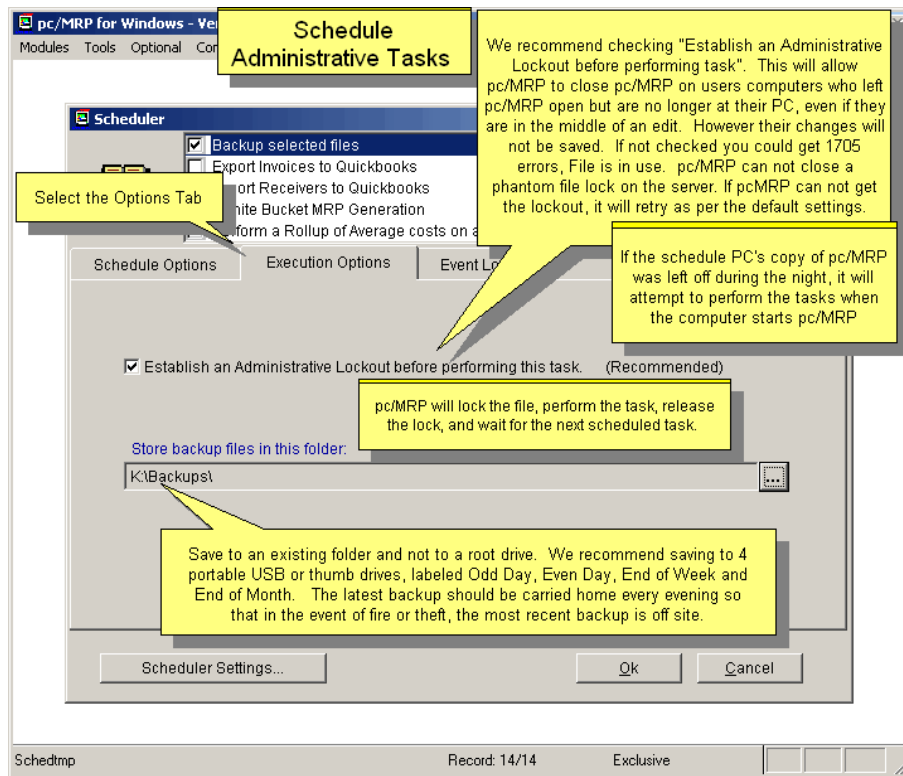 pc/MRP for Windows - Ve
Schedule
Administrative Tasks
Modules Tools Optional Co
We recommend checking "Establish an Administrative
Lockout before performing task". This will allow
pc/MRP to close pc/MRP on users computers who left
pc/MRP open but are no longer at their PC, even if they
are in the middle of an edit. However their changes will
not be saved. If not checked you could get 1705
errors, File is in use. pc/MRP can not close a
phantom file lock on the server. If pcMRP can not get
the lockout, it will retry as per the default settings.
Scheduler
Backup selected files
Export Invoices to Quickbooks
ort Receivers to Quickbooks
nite Bucket MRP Generation
form a Rollup of Average costs on a
Select the Options Tab
If the schedule PC's copy of pc/MRP
was left off during the night, it will
attempt to perform the tasks when
the computer starts pc/MRP
Schedule Options Execution Options Event Lo
Establish an Administrative Lockout before performing this task. (Recommended)
pc/MRP will lock the file, perform the task, release
the lock, and wait for the next scheduled task.
Store backup files in this folder:
K:\Backups\
...
Save to an existing folder and not to a root drive. We recommend saving to 4
portable USB or thumb drives, labeled Odd Day, Even Day, End of Week and
End of Month. The latest backup should be carried home every evening so
that in the event of fire or theft, the most recent backup is off site.
Scheduler Settings... Ok Cancel
Schedtmp Record: 14/14 Exclusive